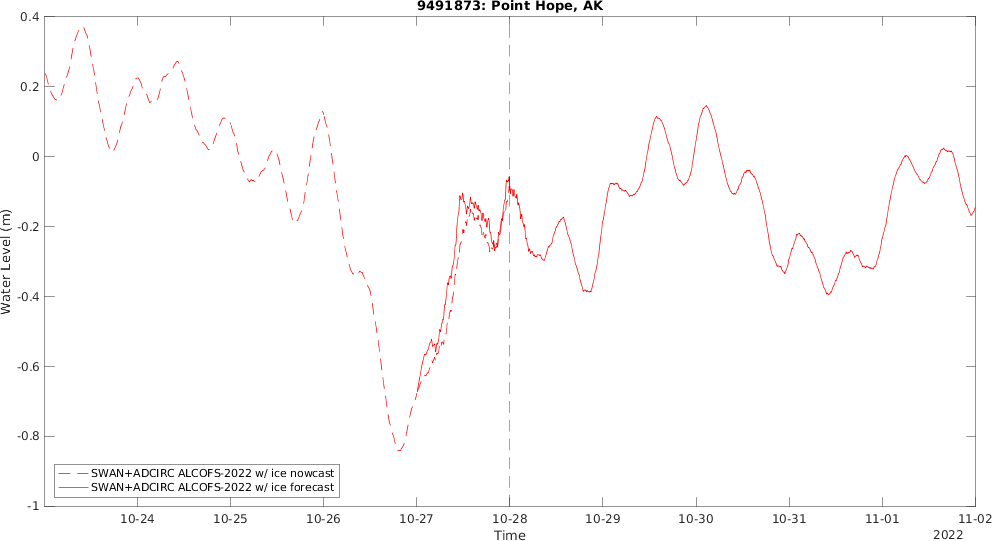 9491873: Point Hope, AK
0.4
0.2
0
-0.2
-0.4
-0.6
-0.8
-1
Water Level (m)
SWAN+ADCIRC ALCOFS-2022 w/ ice nowcast
SWAN+ADCIRC ALCOFS-2022 w/ ice forecast
10-24 10-25 10-26 10-27 10-28 10-29 10-30 10-31 11-01 11-02
Time
2022